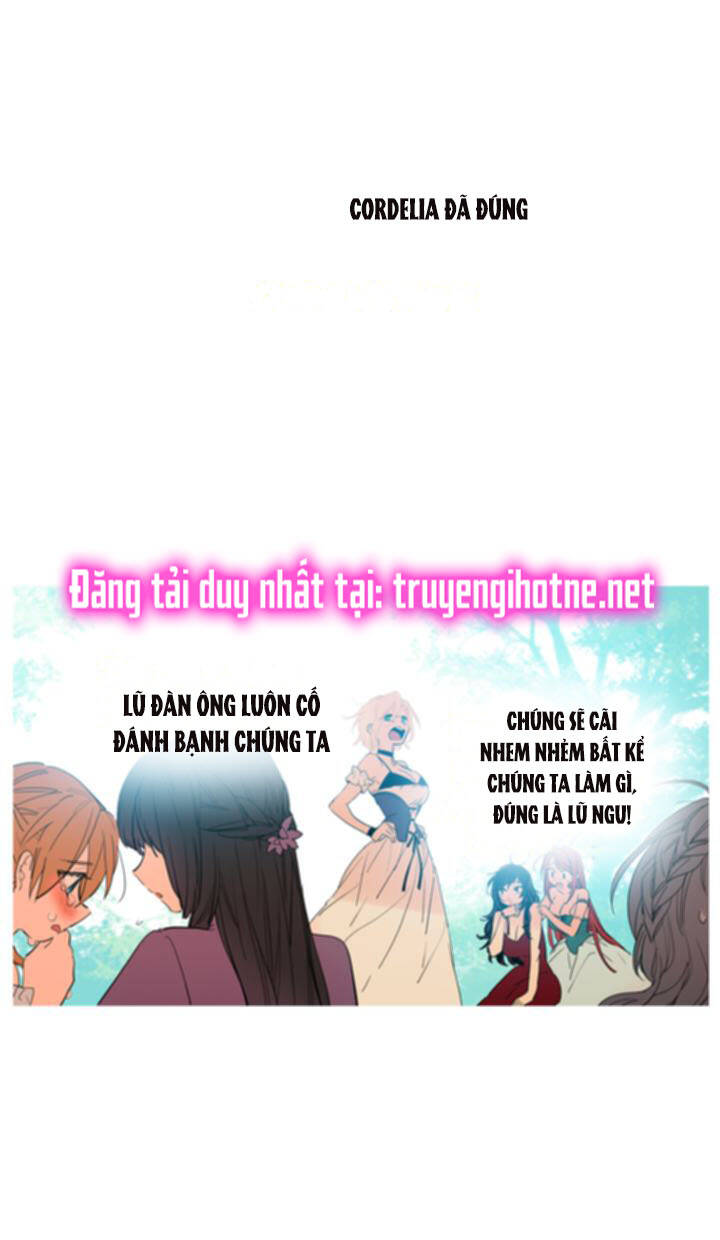 CORDELIA ĐÃ ĐÚNG
Đăng tải duy nhất tại: truyengihotne.net
LŨ ĐÀN ÔNG LUÔN CỐ
ĐÁNH BẠNH CHÚNG TA
CHÚNG SẼ CÃI
NHEM NHẺM BẤT KỂ
CHÚNG TA LÀM GÌ,
ĐÚNG LÀ LŨ NGU!